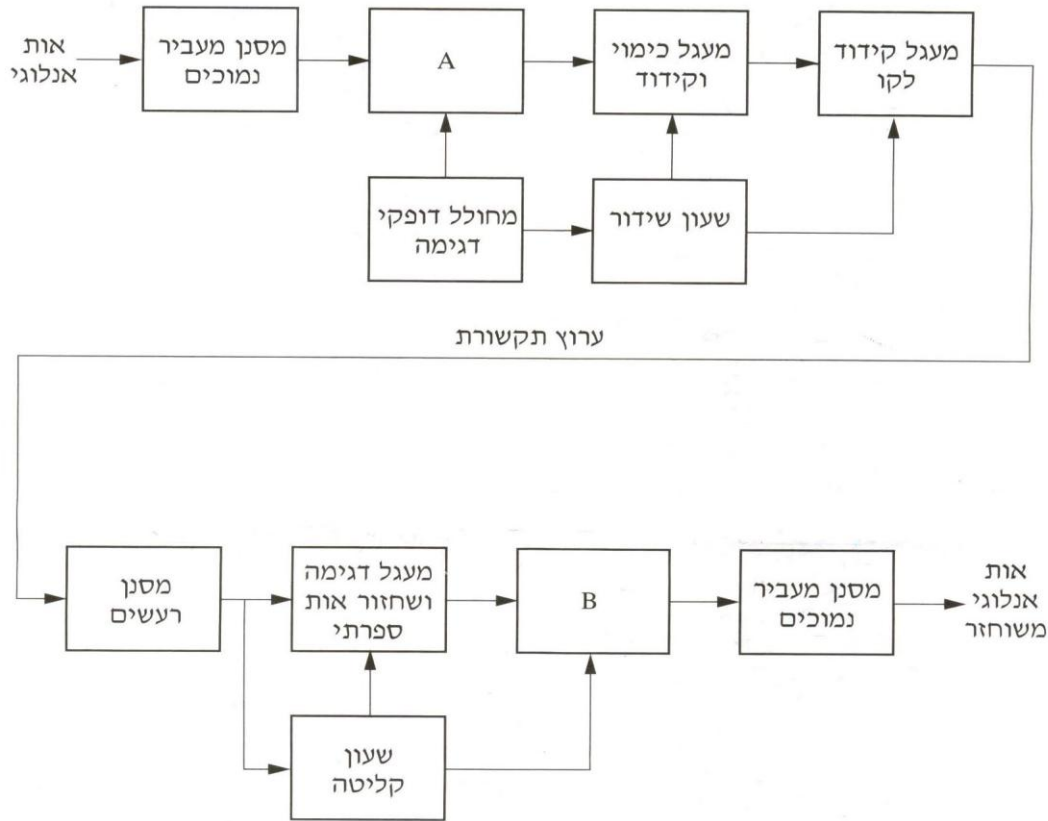 אות
אנלוגי
מסנן מעביר
נמוכים
A
מעגל כימוי
וקידוד
מעגל קידוד
לקו
מחולל דופקי
דגימה
שעון שידור
ערוץ תקשורת
מסנן
רעשים
מעגל דגימה
ושחזור אות
ספרתי
B
מסנן מעביר
נמוכים
אות
אנלוגי
משוחזר
שעון
קליטה